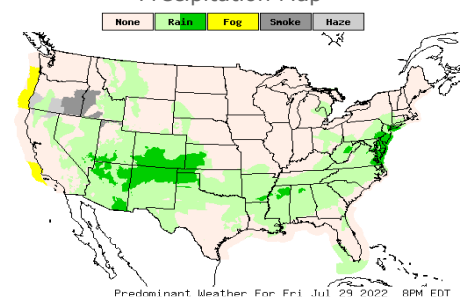 Precipitation Map
None Rain Fog Smoke Haze
Predominant Weather For Fri Jul 29 2022 8PM EDT